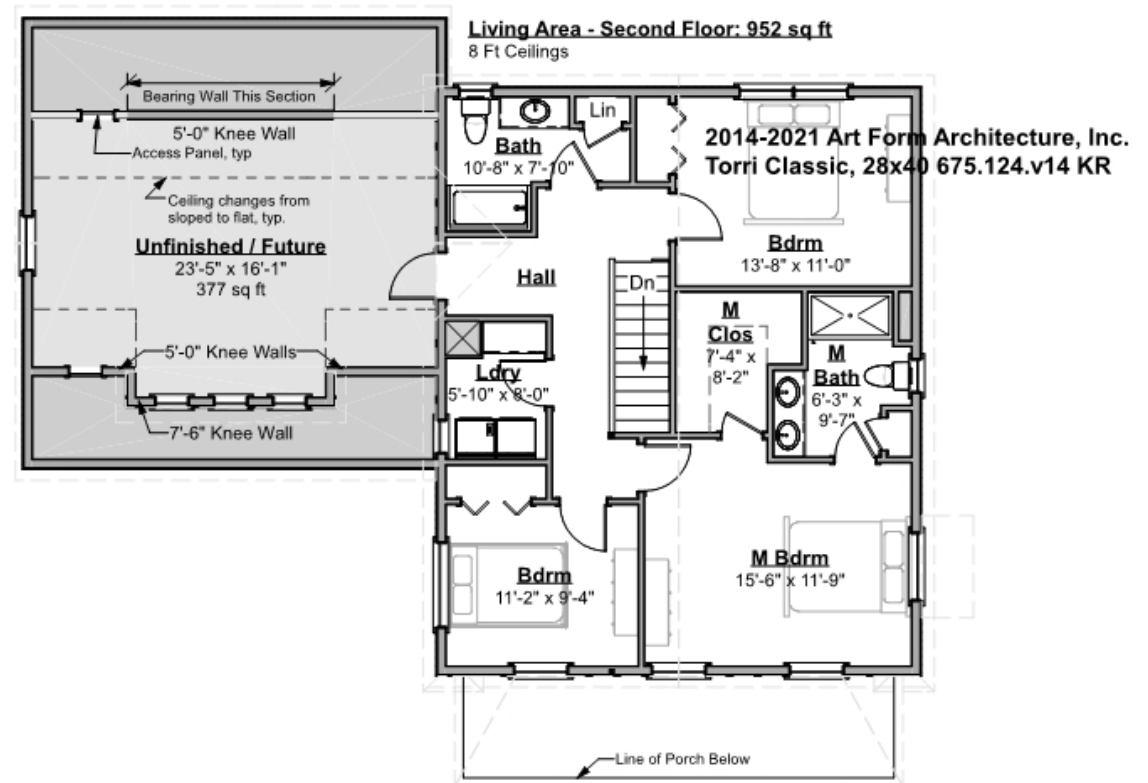 Living Area - Second Floor: 952 sq ft
8 Ft Ceilings
Bearing Wall This Section
5'-0" Knee Wall
Access Panel, typ
Ceiling changes from
sloped to flat, typ.
Unfinished / Future
23'-5" x 16'-1"
377 sq ft
5'-0" Knee Walls
7'-6" Knee Wall
Bath
10'-8" x 7'-10"
Lin
2014-2021 Art Form Architecture, Inc.
Torri Classic, 28x40 675.124.v14 KR
Bdrm
13'-8" x 11'-0"
Hall
Dn
M
Clos
7'-4" x
8'-2"
M
Bath
6'-3" x
9'-7"
Ldry
5'-10" x 8'-0"
Bdrm
11'-2" x 9'-4"
M Bdrm
15'-6" x 11'-9"
Line of Porch Below